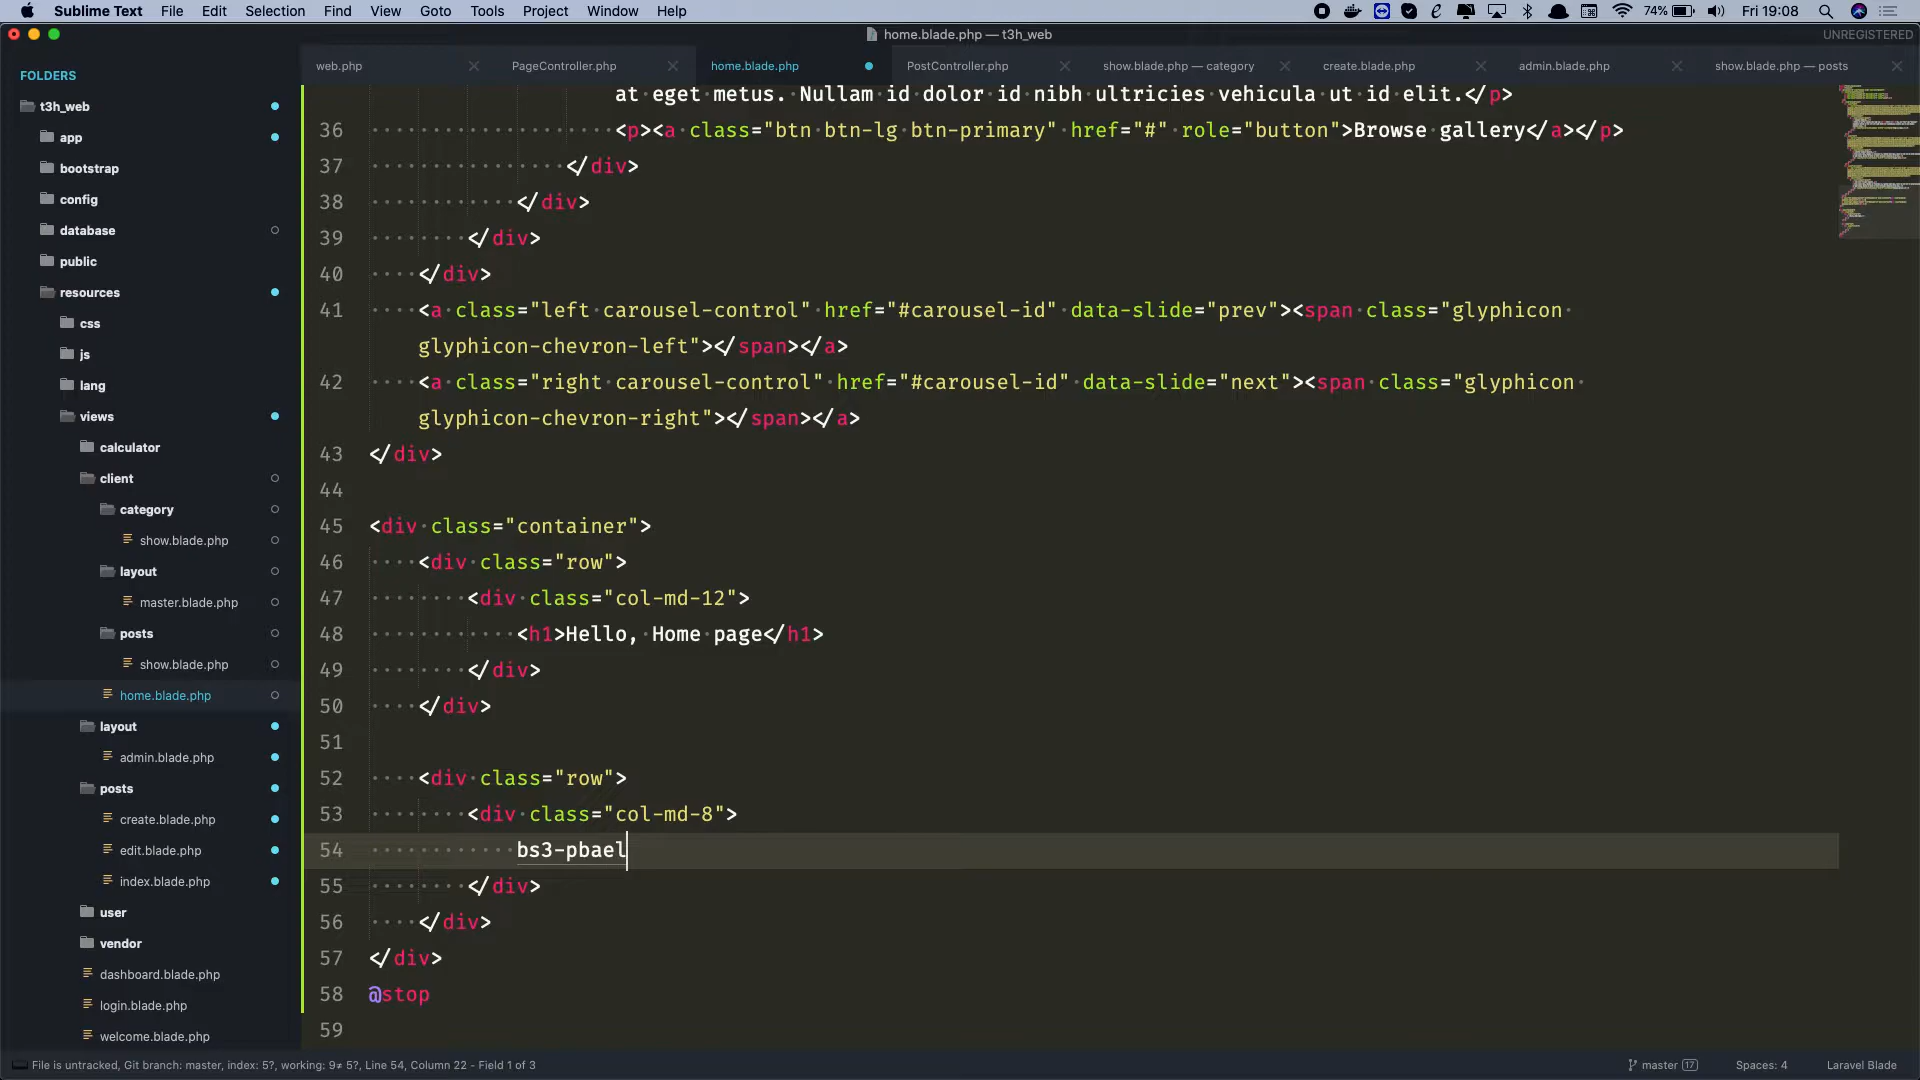 Sublime Text File Edit Selection Find View Goto Tools Project Window Help 74% Fri 19:08
home.blade.php — t3h_web UNREGISTERED
FOLDERS
t3h_web
app
bootstrap
config
database
public
resources
css
js
lang
views
calculator
client
category
show.blade.php
layout
master.blade.php
posts
show.blade.php
home.blade.php
layout
admin.blade.php
posts
create.blade.php
edit.blade.php
index.blade.php
user
vendor
dashboard.blade.php
login.blade.php
welcome.blade.php
web.php PageController.php home.blade.php PostController.php show.blade.php — category create.blade.php admin.blade.php show.blade.php — posts
at eget metus. Nullam id dolor id nibh ultricies vehicula ut id elit.</p>
36 <p><a class="btn btn-lg btn-primary" href="#" role="button">Browse gallery</a></p>
37 </div>
38 </div>
39 </div>
40 </div>
41 <a class="left carousel-control" href="#carousel-id" data-slide="prev"><span class="glyphicon
glyphicon-chevron-left"></span></a>
42 <a class="right carousel-control" href="#carousel-id" data-slide="next"><span class="glyphicon
glyphicon-chevron-right"></span></a>
43 </div>
44
45 <div class="container">
46 <div class="row">
47 <div class="col-md-12">
48 <h1>Hello, Home page</h1>
49 </div>
50 </div>
51
52 <div class="row">
53 <div class="col-md-8">
54 bs3-pbael
55 </div>
56 </div>
57 </div>
58 @stop
59
File is untracked, Git branch: master, index: 5?, working: 9≠ 5?, Line 54, Column 22 - Field 1 of 3 master 17 Spaces: 4 Laravel Blade